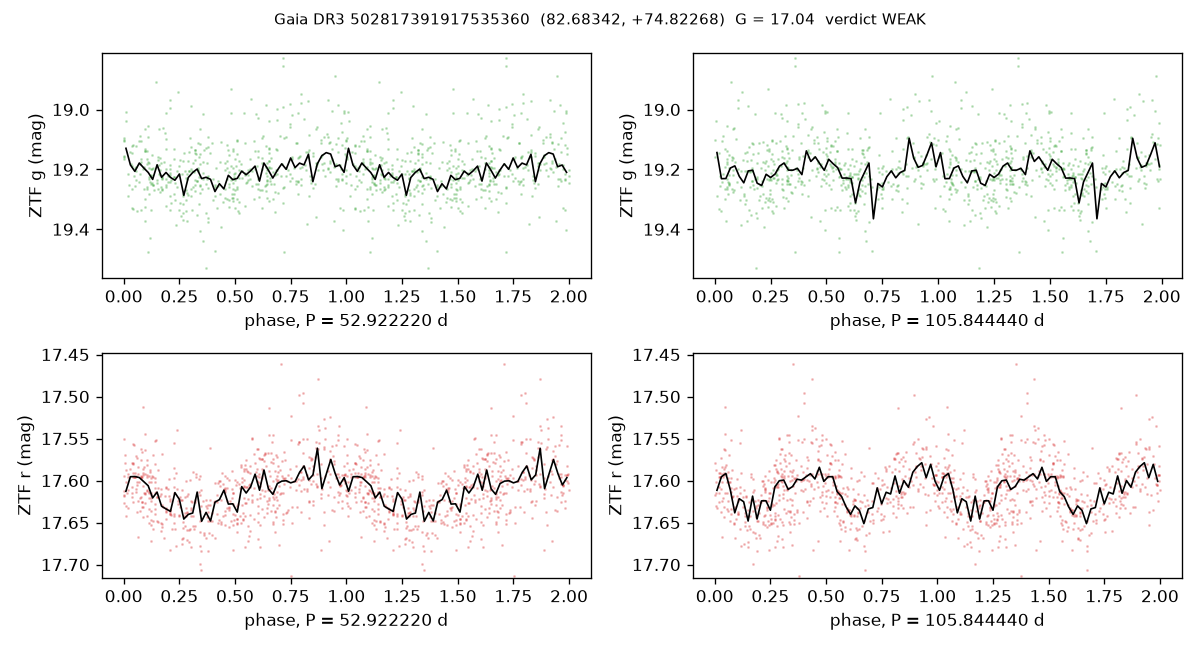 Gaia DR3 502817391917535360 (82.68342, +74.82268) G = 17.04 verdict WEAK
ZTF g (mag)
19.0
19.2
19.4
0.00 0.25 0.50 0.75 1.00 1.25 1.50 1.75 2.00
phase, P = 52.922220 d
ZTF g (mag)
19.0
19.2
19.4
0.00 0.25 0.50 0.75 1.00 1.25 1.50 1.75 2.00
phase, P = 105.844440 d
ZTF r (mag)
17.45
17.50
17.55
17.60
17.65
17.70
0.00 0.25 0.50 0.75 1.00 1.25 1.50 1.75 2.00
phase, P = 52.922220 d
ZTF r (mag)
17.45
17.50
17.55
17.60
17.65
17.70
0.00 0.25 0.50 0.75 1.00 1.25 1.50 1.75 2.00
phase, P = 105.844440 d